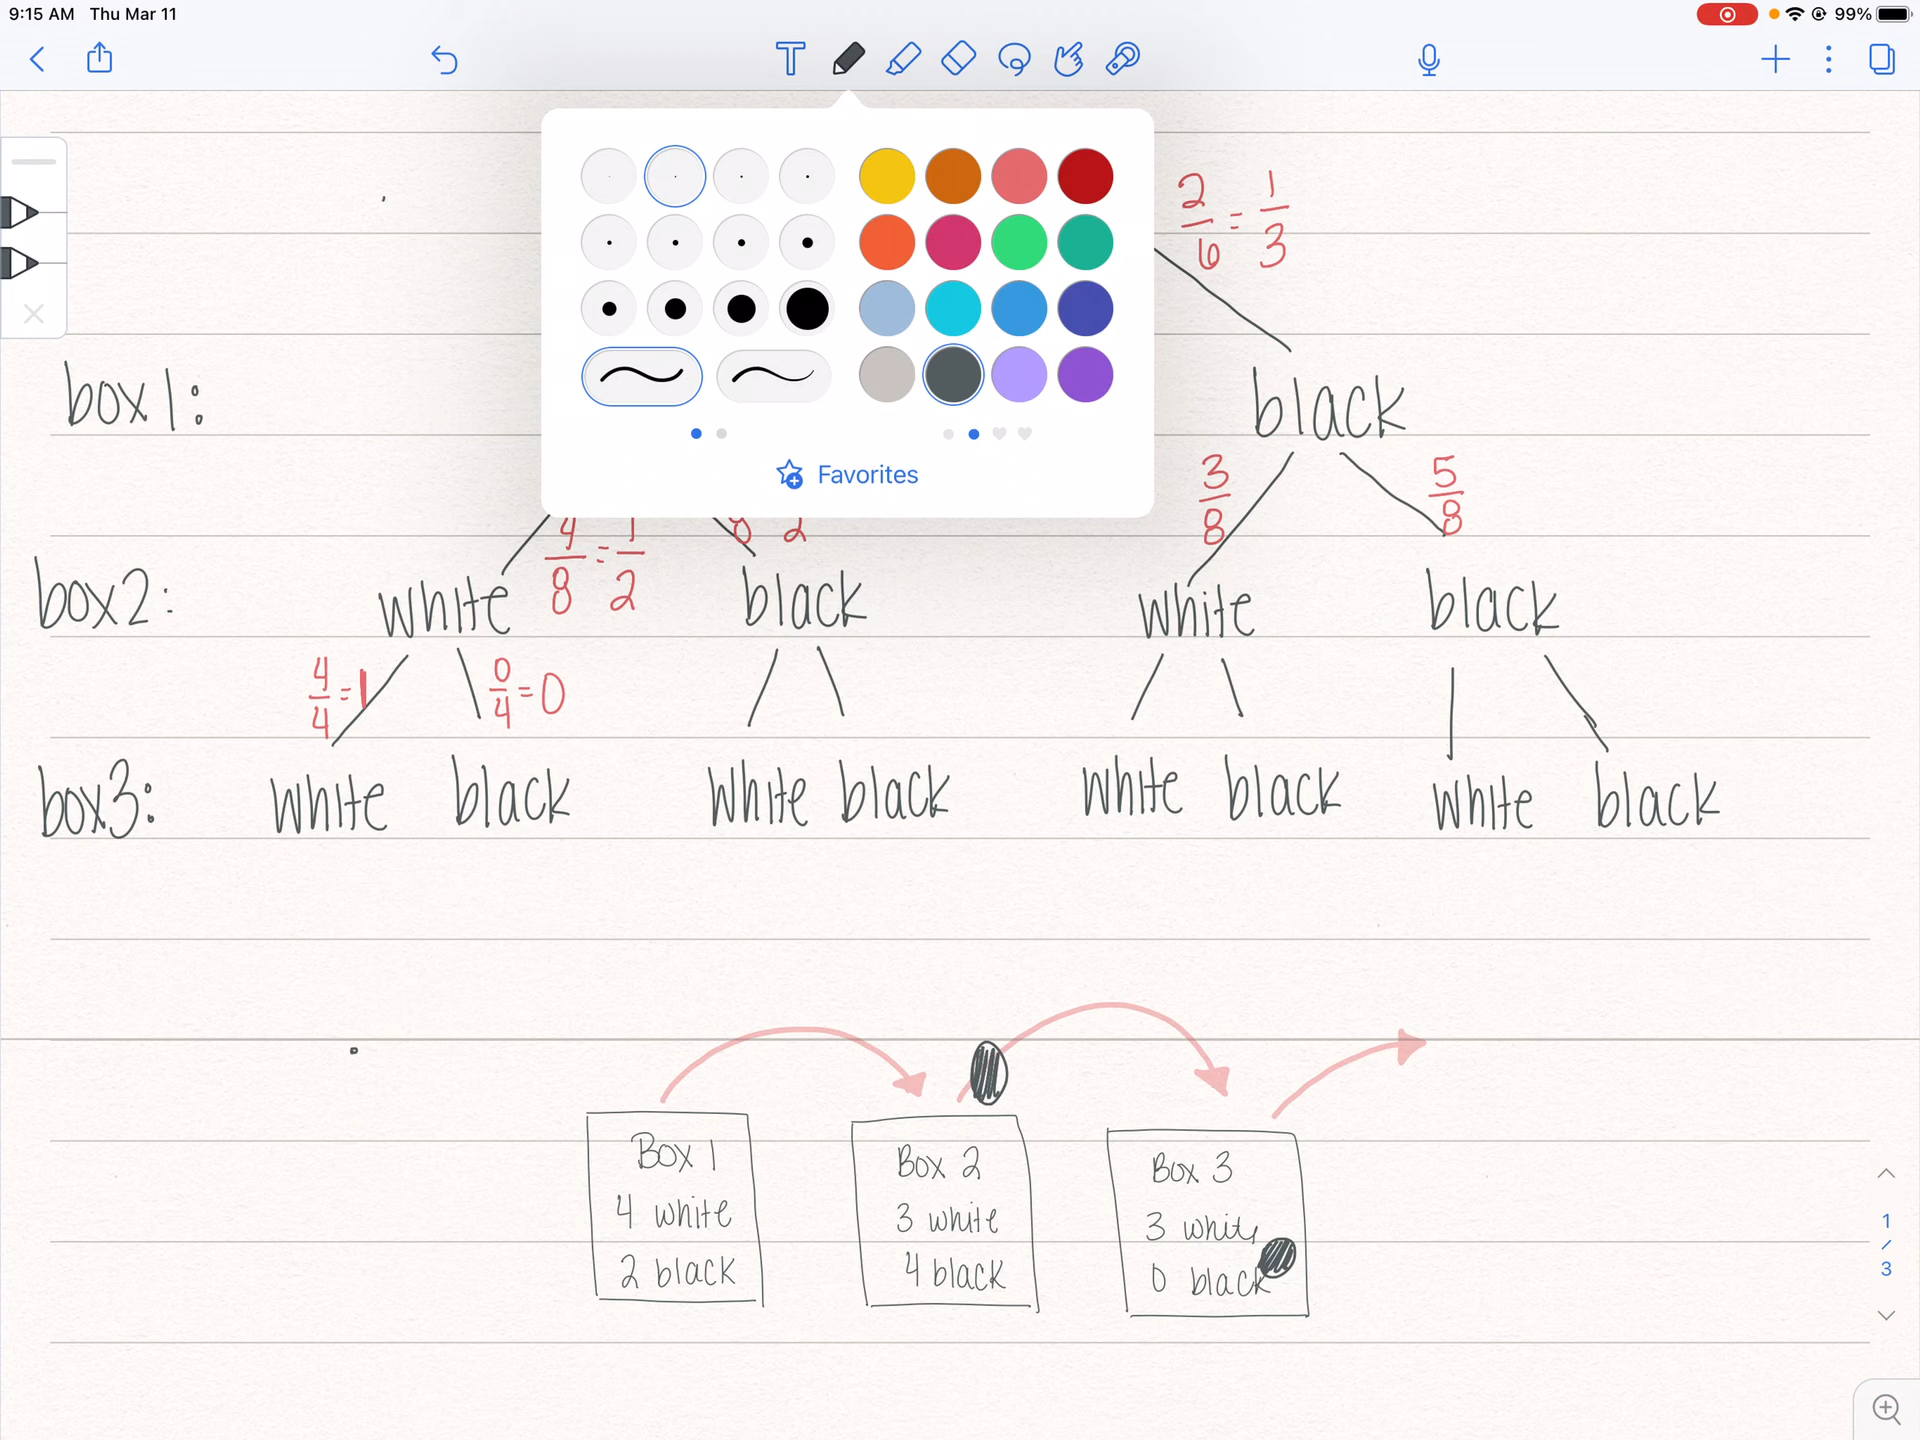 9:15 AM Thu Mar 11
99%
T
2/6 = 1/3
box 1:
black
Favorites
3/8
5/8
4/8 = 1/2
8 2
box2:
white
black
white
black
4/4 = 1
0/4 = 0
box3:
white
black
white
black
white
black
white
black
Box 1
4 white
2 black
Box 2
3 white
4 black
Box 3
3 white
0 black
1
/
3